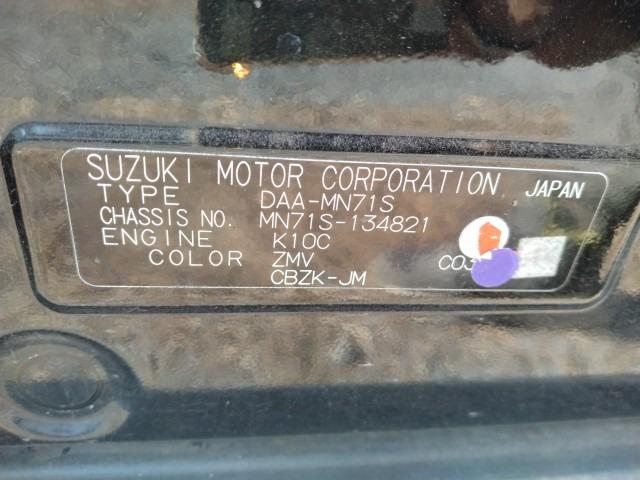 SUZUKI MOTOR CORPORATION JAPAN
TYPE DAA-MN71S
CHASSIS NO. MN71S-134821
ENGINE K10C
COLOR ZMV
CBZK-JM